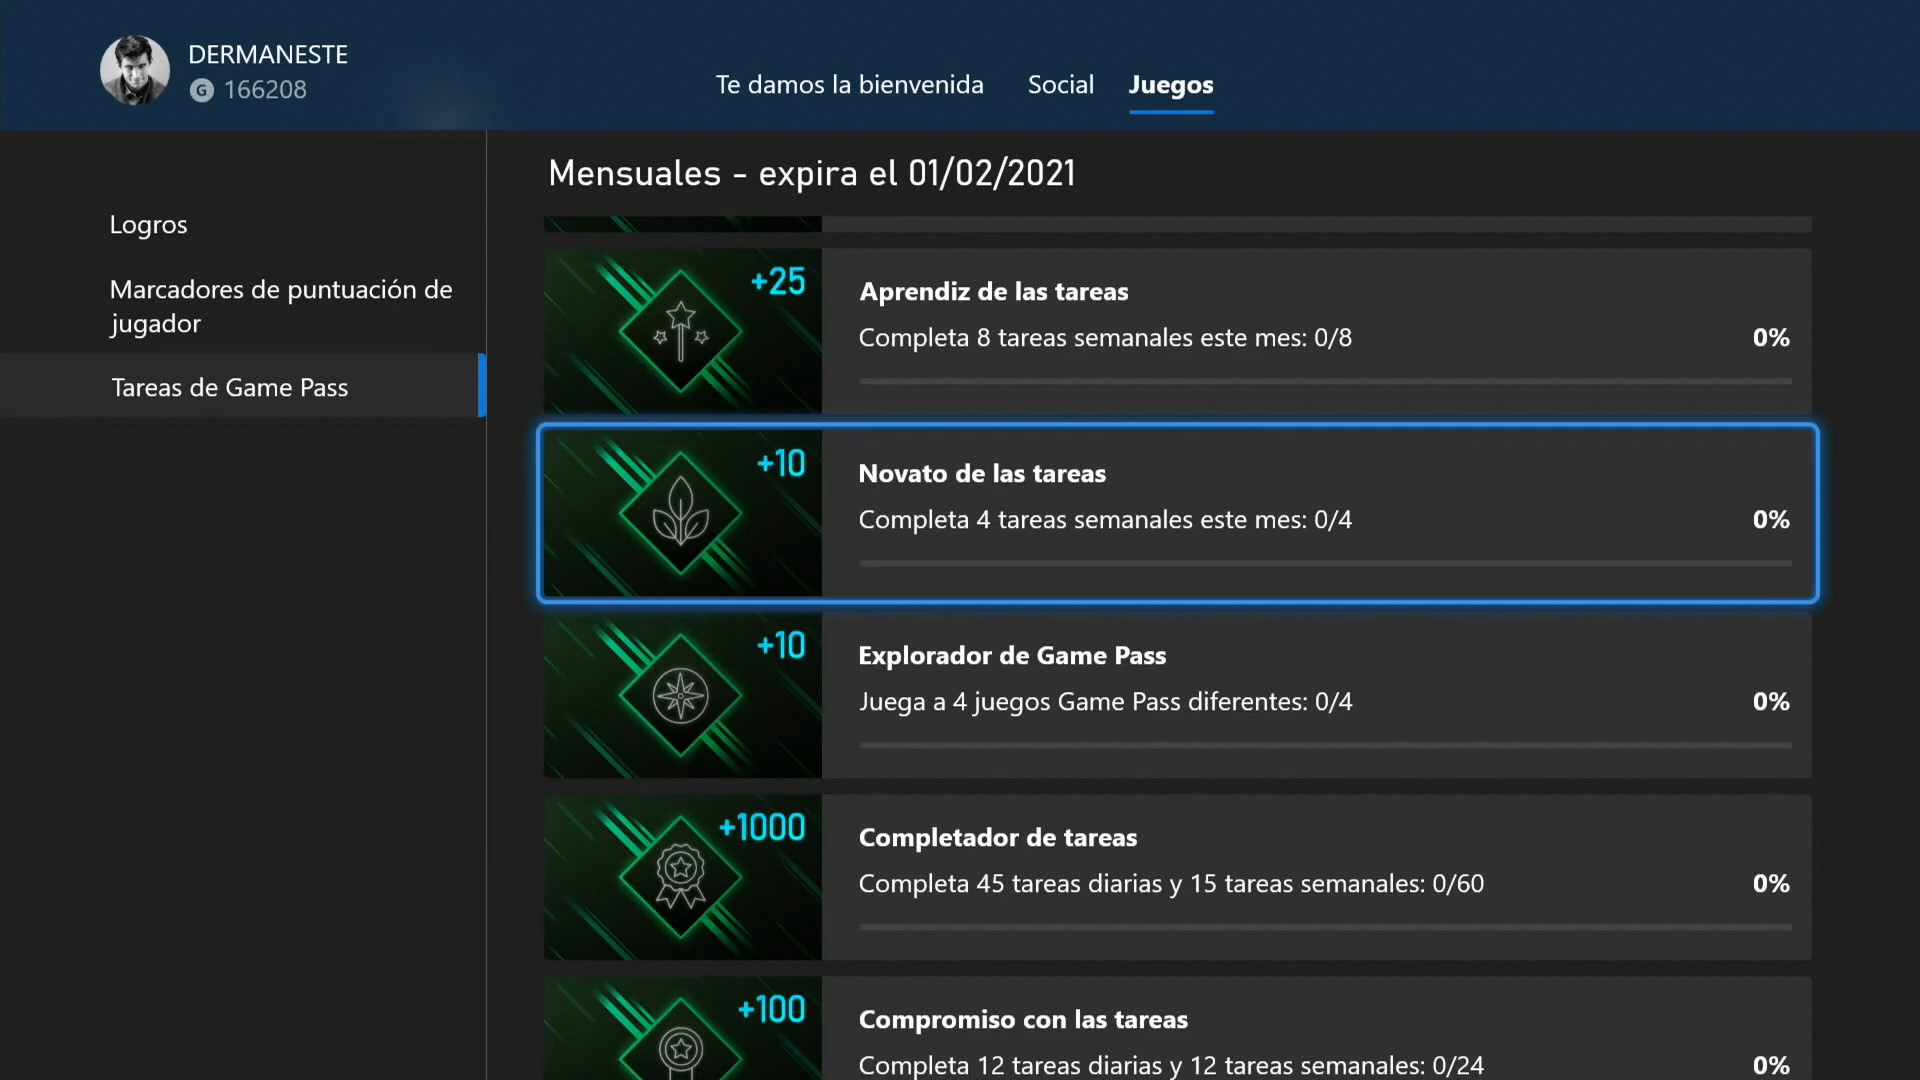 DERMANESTE
G 166208
Te damos la bienvenida Social Juegos
Logros
Marcadores de puntuación de
jugador
Tareas de Game Pass
Mensuales - expira el 01/02/2021
+25
Aprendiz de las tareas
Completa 8 tareas semanales este mes: 0/8
0%
+10
Novato de las tareas
Completa 4 tareas semanales este mes: 0/4
0%
+10
Explorador de Game Pass
Juega a 4 juegos Game Pass diferentes: 0/4
0%
+1000
Completador de tareas
Completa 45 tareas diarias y 15 tareas semanales: 0/60
0%
+100
Compromiso con las tareas
Completa 12 tareas diarias y 12 tareas semanales: 0/24
0%